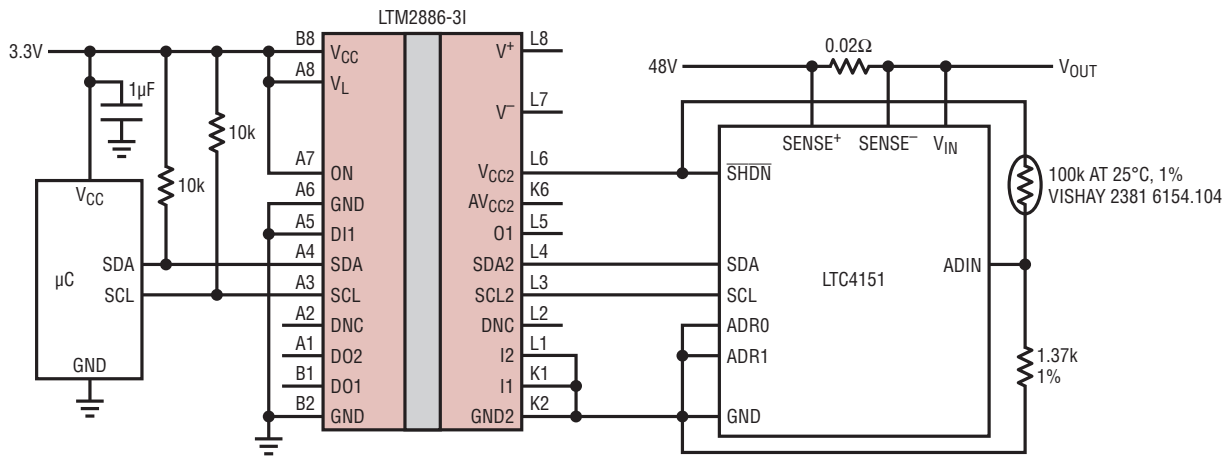 LTM2886-3I
3.3V
1µF
10k
10k
VCC
µC
SDA
SCL
GND
B8
A8
A7
A6
A5
A4
A3
A2
A1
B1
B2
VCC
VL
ON
GND
DI1
SDA
SCL
DNC
DO2
DO1
GND
V+
V–
VCC2
AVCC2
O1
SDA2
SCL2
DNC
I2
I1
GND2
L8
L7
L6
K6
L5
L4
L3
L2
L1
K1
K2
48V
0.02Ω
VOUT
SENSE+ SENSE– VIN
SHDN
SDA
SCL
ADR0
ADR1
GND
LTC4151
ADIN
100k AT 25°C, 1%
VISHAY 2381 6154.104
1.37k
1%